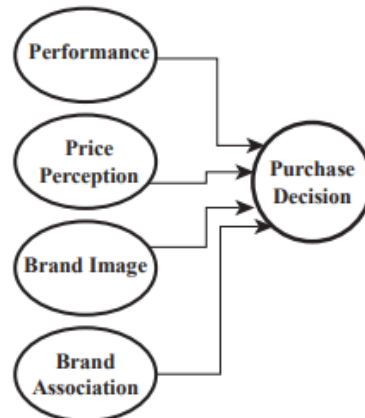 Performance
Price
Perception
Purchase
Decision
Brand Image
Brand
Association